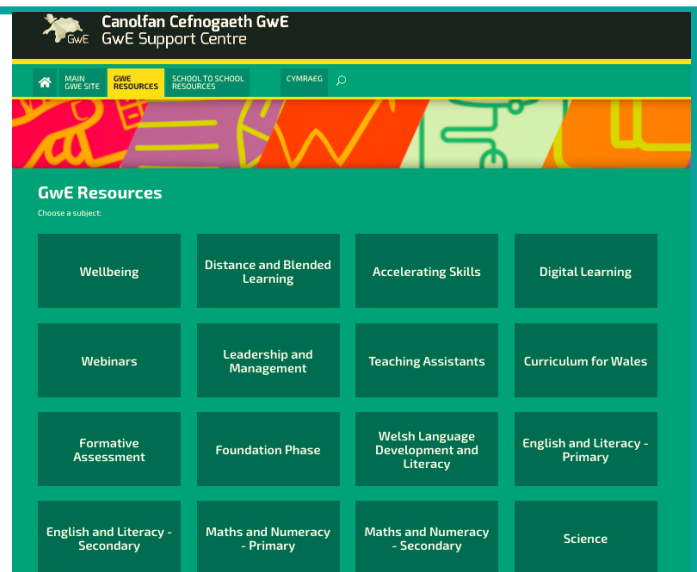 Canolfan Cefnogaeth GwE
GwE
GwE Support Centre
MAIN
GWE SITE
GWE
RESOURCES
SCHOOL TO SCHOOL
RESOURCES
CYMRAEG
GwE Resources
Choose a subject:
Wellbeing
Distance and Blended
Learning
Accelerating Skills
Digital Learning
Webinars
Leadership and
Management
Teaching Assistants
Curriculum for Wales
Formative
Assessment
Foundation Phase
Welsh Language
Development and
Literacy
English and Literacy -
Primary
English and Literacy -
Secondary
Maths and Numeracy
- Primary
Maths and Numeracy
- Secondary
Science